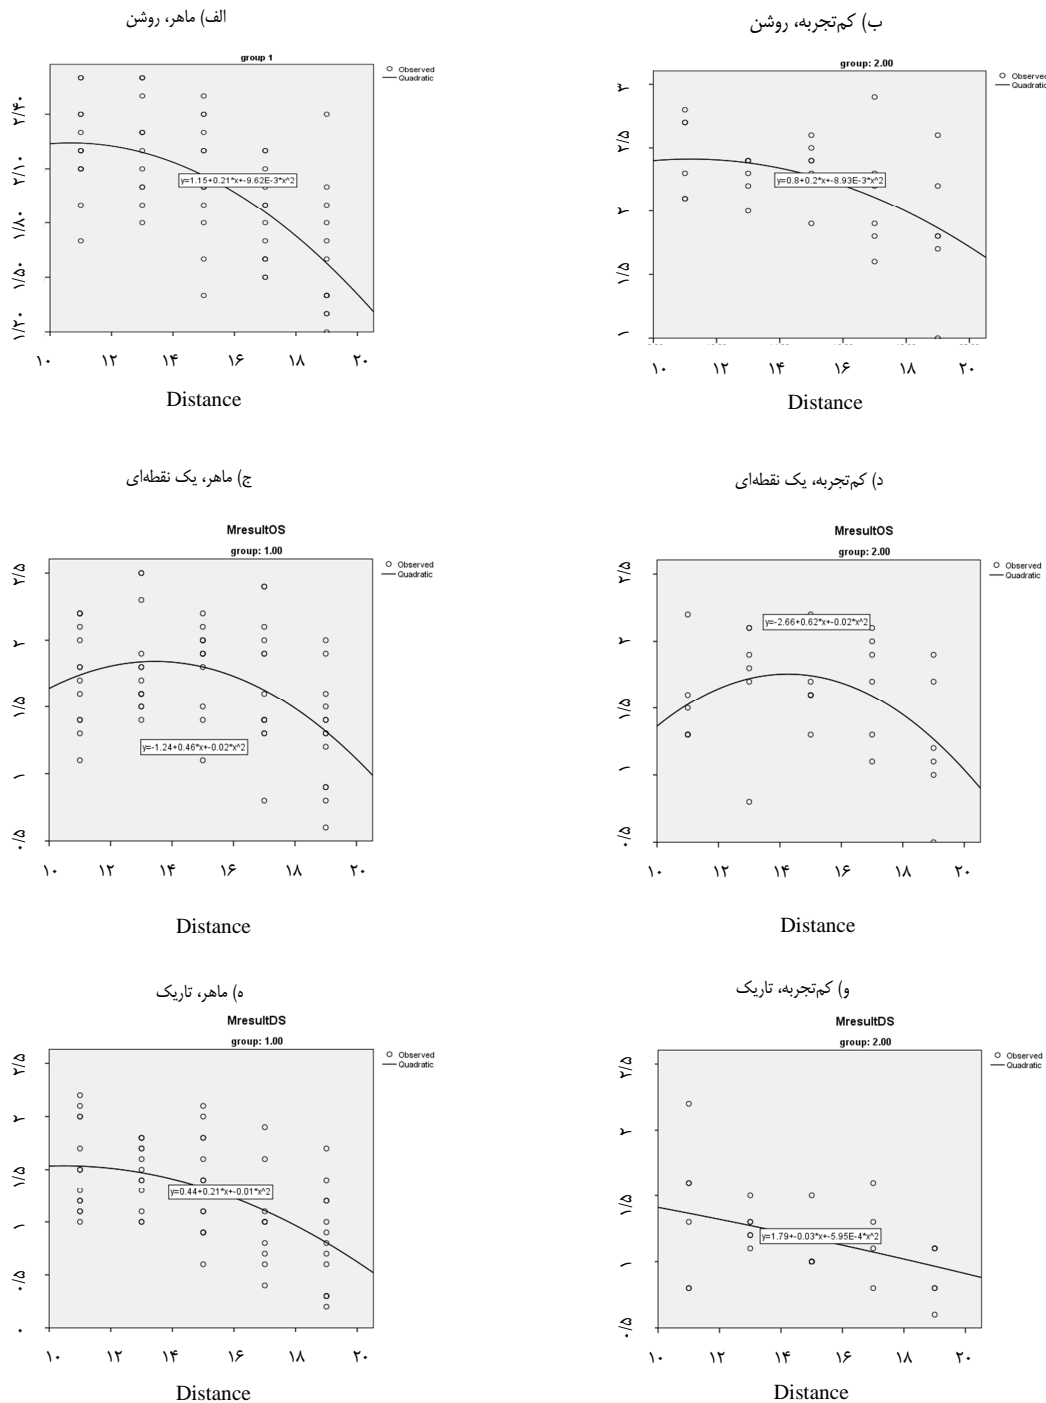 الف) ماهر، روشن
group 1
Observed
Quadratic
۲/۴۰
۲/۱۰
۱/۸۰
۱/۵۰
۱/۲۰
y=1.15+0.21*x+-9.62E-3*x^2
۱۰ ۱۲ ۱۴ ۱۶ ۱۸ ۲۰
Distance
ب) کم‌تجربه، روشن
group: 2.00
Observed
Quadratic
۳
۲/۵
۲
۱/۵
۱
y=0.8+0.2*x+-8.93E-3*x^2
۱۰ ۱۲ ۱۴ ۱۶ ۱۸ ۲۰
Distance
ج) ماهر، یک نقطه‌ای
MresultOS
group: 1.00
Observed
Quadratic
۲/۵
۲
۱/۵
۱
۰/۵
y=-1.24+0.46*x+-0.02*x^2
۱۰ ۱۲ ۱۴ ۱۶ ۱۸ ۲۰
Distance
د) کم‌تجربه، یک نقطه‌ای
MresultOS
group: 2.00
Observed
Quadratic
۲/۵
۲
۱/۵
۱
۰/۵
y=-2.66+0.62*x+-0.02*x^2
۱۰ ۱۲ ۱۴ ۱۶ ۱۸ ۲۰
Distance
ه) ماهر، تاریک
MresultDS
group: 1.00
Observed
Quadratic
۲/۵
۲
۱/۵
۱
۰/۵
۰
y=0.44+0.21*x+-0.01*x^2
۱۰ ۱۲ ۱۴ ۱۶ ۱۸ ۲۰
Distance
و) کم‌تجربه، تاریک
MresultDS
group: 2.00
Observed
Quadratic
۲/۵
۲
۱/۵
۱
۰/۵
y=1.79+-0.03*x+-5.95E-4*x^2
۱۰ ۱۲ ۱۴ ۱۶ ۱۸ ۲۰
Distance